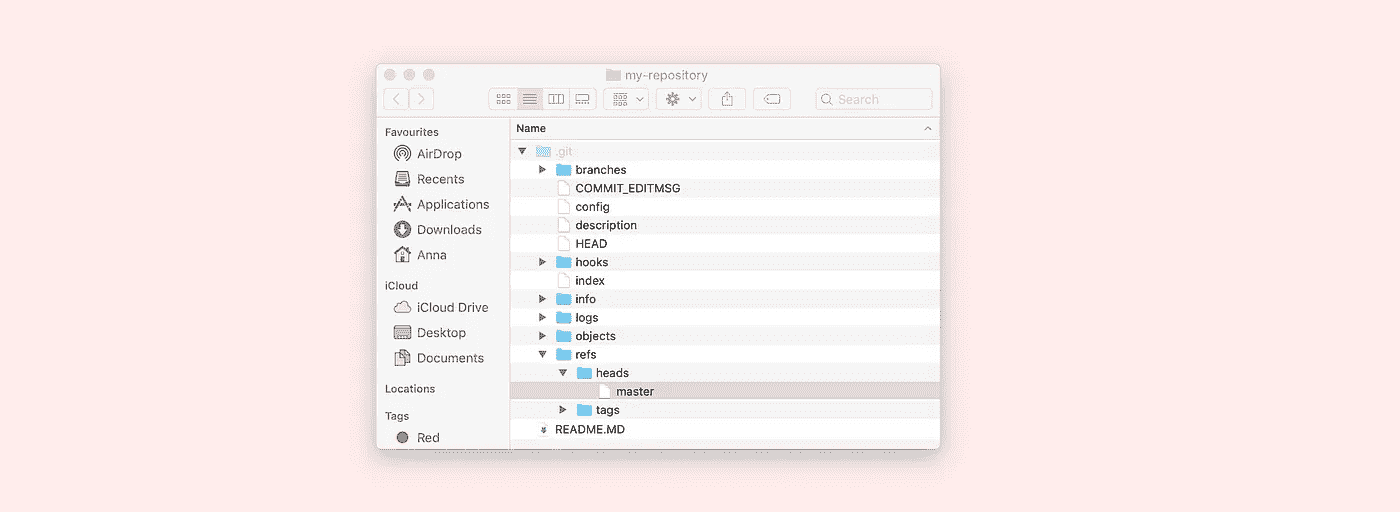 my-repository
Search
Favourites
AirDrop
Recents
Applications
Downloads
Anna
iCloud
iCloud Drive
Desktop
Documents
Locations
Tags
Red
Name
.git
branches
COMMIT_EDITMSG
config
description
HEAD
hooks
index
info
logs
objects
refs
heads
master
tags
README.MD